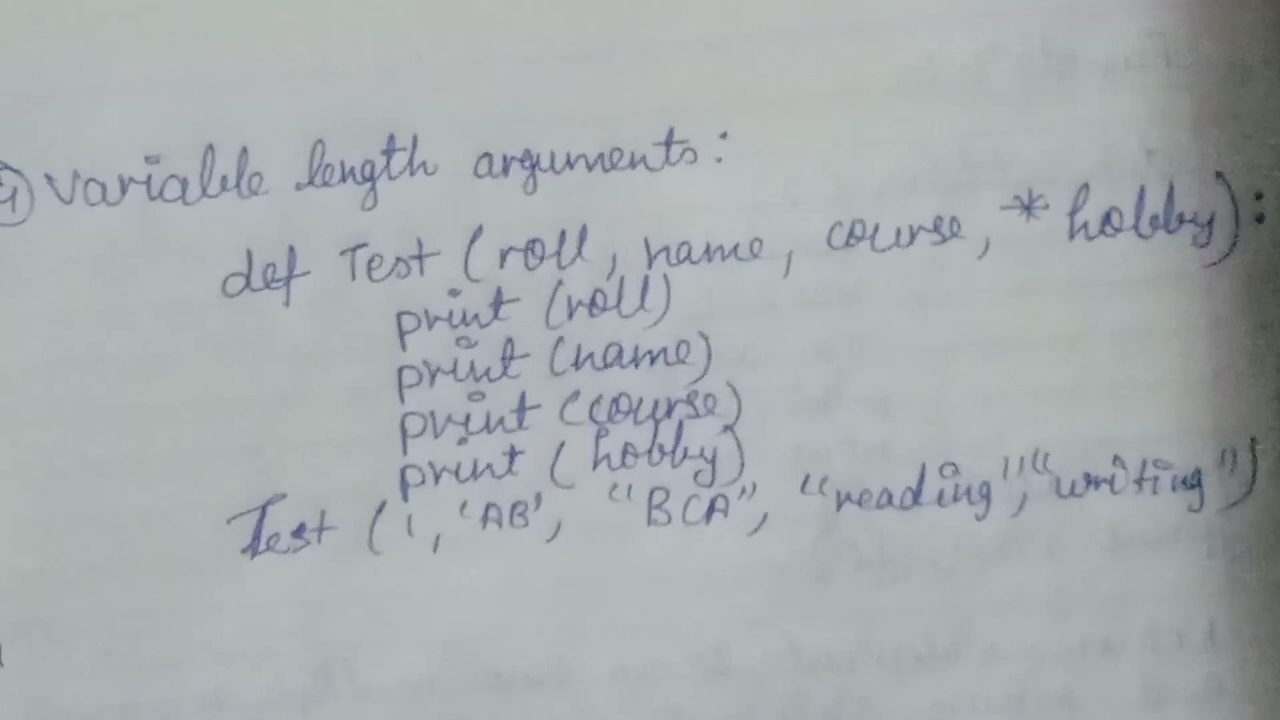 4) Variable length arguments:
def Test (roll, name, course, *hobby):
print (roll)
print (name)
print (course)
print (hobby)
Test (1, 'AB', "BCA", "reading", "writing")